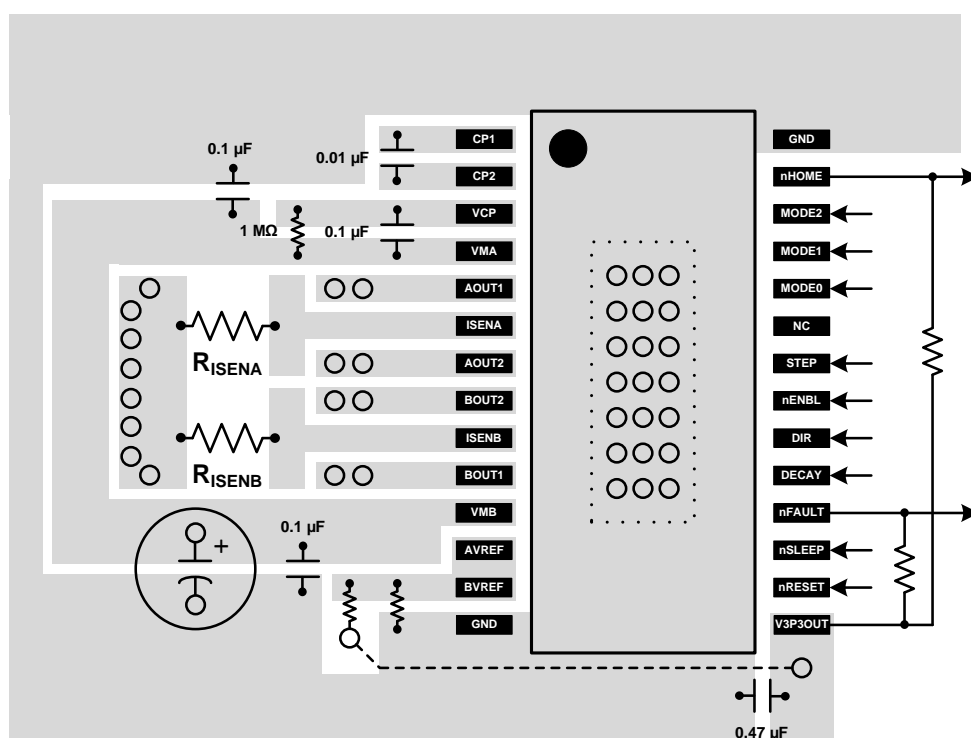 0.1 µF
0.01 µF
1 MΩ
0.1 µF
CP1
CP2
VCP
VMA
AOUT1
ISENA
AOUT2
BOUT2
ISENB
BOUT1
VMB
AVREF
BVREF
GND
RISENA
RISENB
+
0.1 µF
GND
nHOME
MODE2
MODE1
MODE0
NC
STEP
nENBL
DIR
DECAY
nFAULT
nSLEEP
nRESET
V3P3OUT
0.47 µF